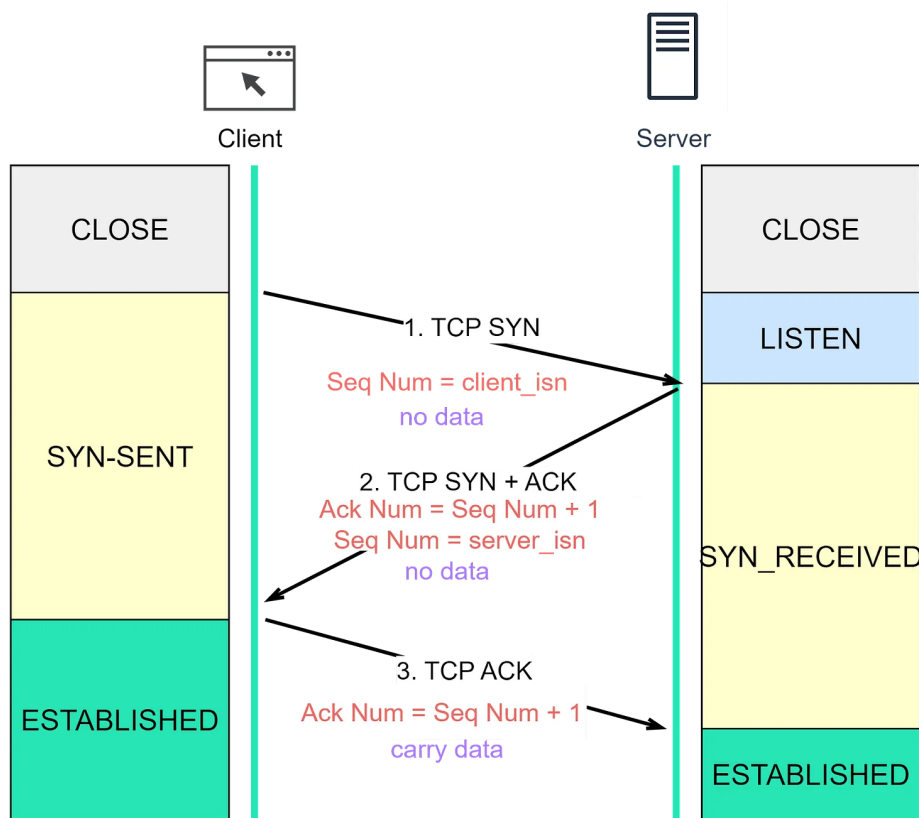 Client
Server
CLOSE
CLOSE
1. TCP SYN
LISTEN
Seq Num = client_isn
no data
SYN-SENT
2. TCP SYN + ACK
Ack Num = Seq Num + 1
Seq Num = server_isn
SYN_RECEIVED
no data
3. TCP ACK
ESTABLISHED
Ack Num = Seq Num + 1
carry data
ESTABLISHED